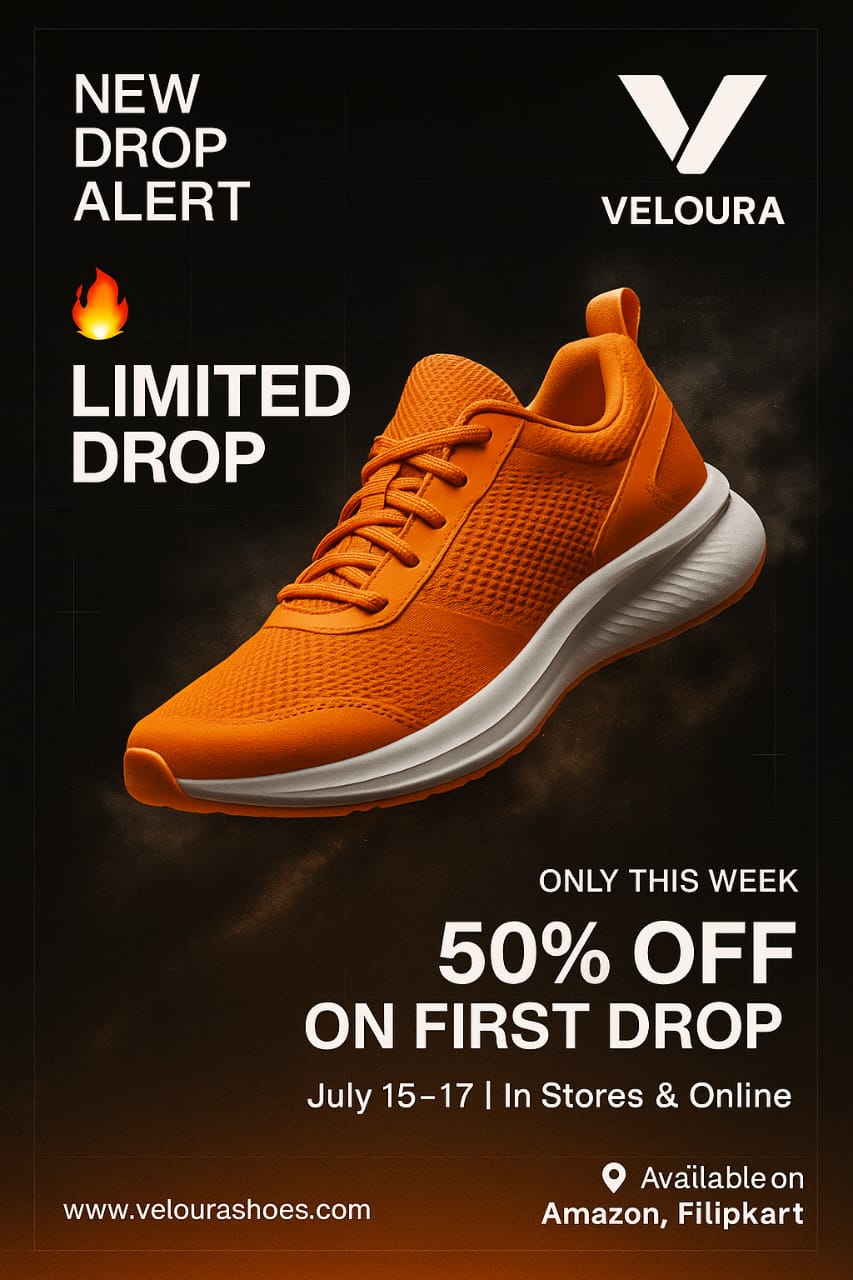 NEW
DROP
ALERT
VELOURA
🔥
LIMITED
DROP
ONLY THIS WEEK
50% OFF
ON FIRST DROP
July 15–17 | In Stores & Online
Avaïlable on
Amazon, Filipkart
www.velourashoes.com